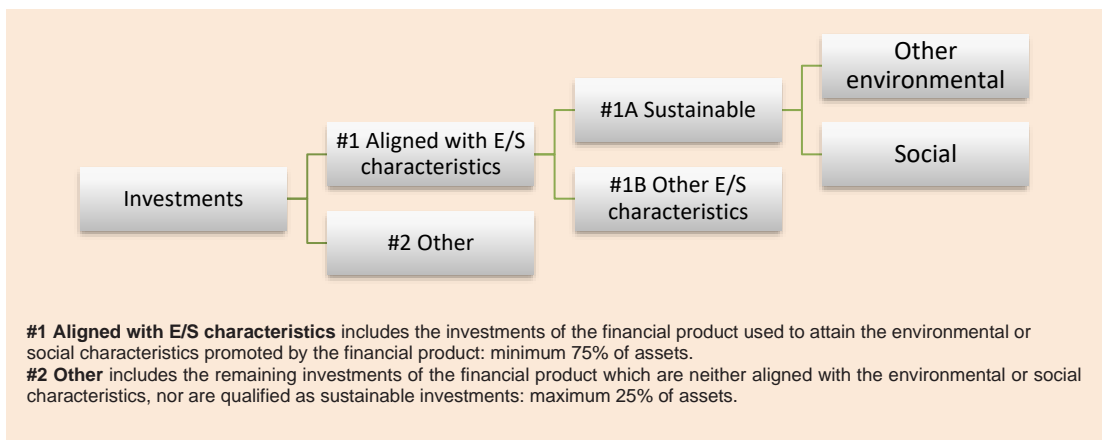 Other
environmental
#1A Sustainable
#1 Aligned with E/S
characteristics
Social
Investments
#1B Other E/S
characteristics
#2 Other
#1 Aligned with E/S characteristics includes the investments of the financial product used to attain the environmental or
social characteristics promoted by the financial product: minimum 75% of assets.
#2 Other includes the remaining investments of the financial product which are neither aligned with the environmental or social
characteristics, nor are qualified as sustainable investments: maximum 25% of assets.